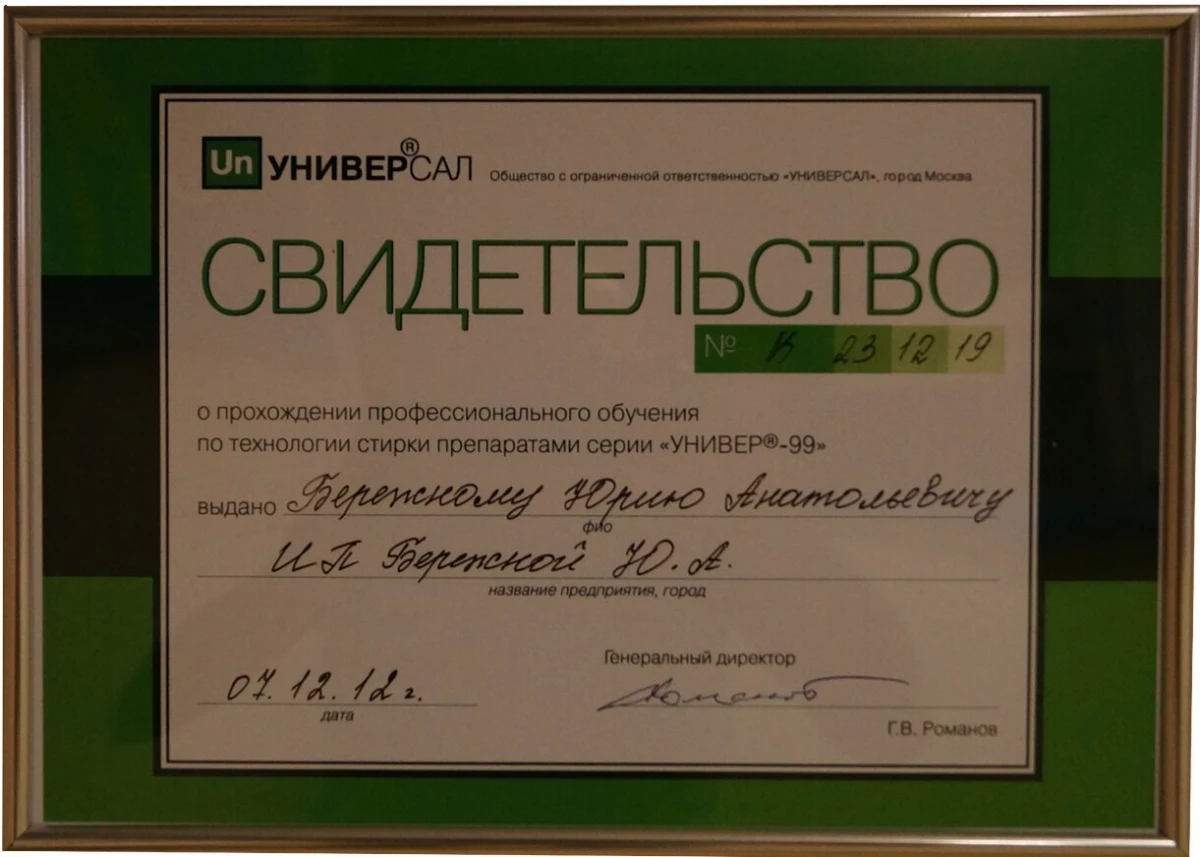 Un УНИВЕР®САЛ Общество с ограниченной ответственностью «УНИВЕРСАЛ», город Москва
СВИДЕТЕЛЬСТВО
№ К 23 12 19
о прохождении профессионального обучения
по технологии стирки препаратами серии «УНИВЕР®-99»
выдано Бережному Юрию Анатольевичу
фио
ИП Бережной Ю.А.
название предприятия, город
Генеральный директор
07.12.12г.
дата
Г.В. Романов